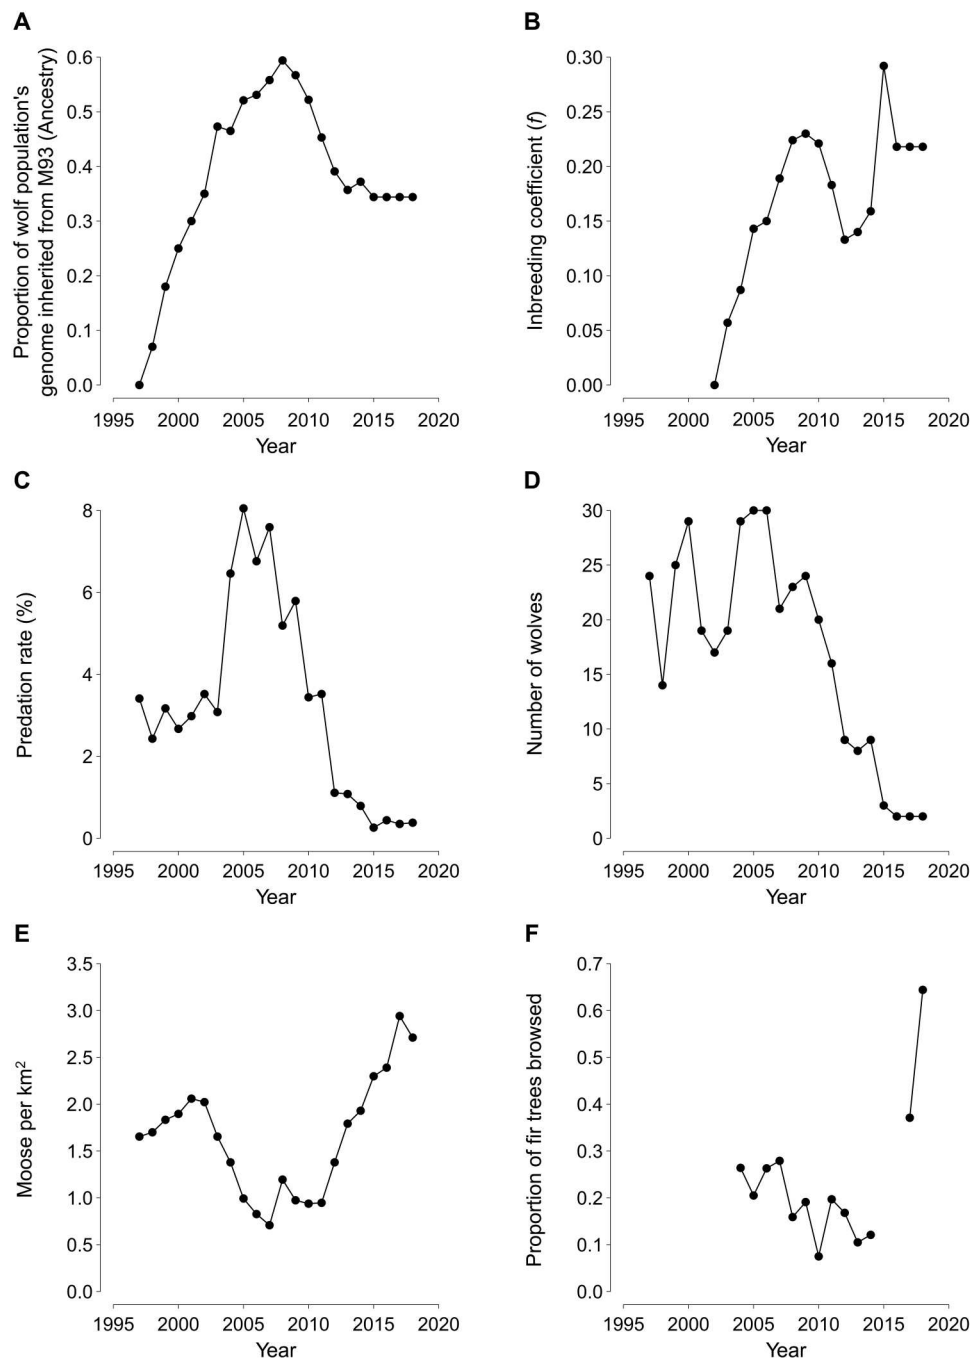 A
Proportion of wolf population's
genome inherited from M93 (Ancestry)
0.6
0.5
0.4
0.3
0.2
0.1
0.0
1995 2000 2005 2010 2015 2020
Year
B
Inbreeding coefficient (f)
0.30
0.25
0.20
0.15
0.10
0.05
0.00
1995 2000 2005 2010 2015 2020
Year
C
Predation rate (%)
8
6
4
2
0
1995 2000 2005 2010 2015 2020
Year
D
Number of wolves
30
25
20
15
10
5
0
1995 2000 2005 2010 2015 2020
Year
E
Moose per km²
3.5
3.0
2.5
2.0
1.5
1.0
0.5
0.0
1995 2000 2005 2010 2015 2020
Year
F
Proportion of fir trees browsed
0.7
0.6
0.5
0.4
0.3
0.2
0.1
0.0
1995 2000 2005 2010 2015 2020
Year